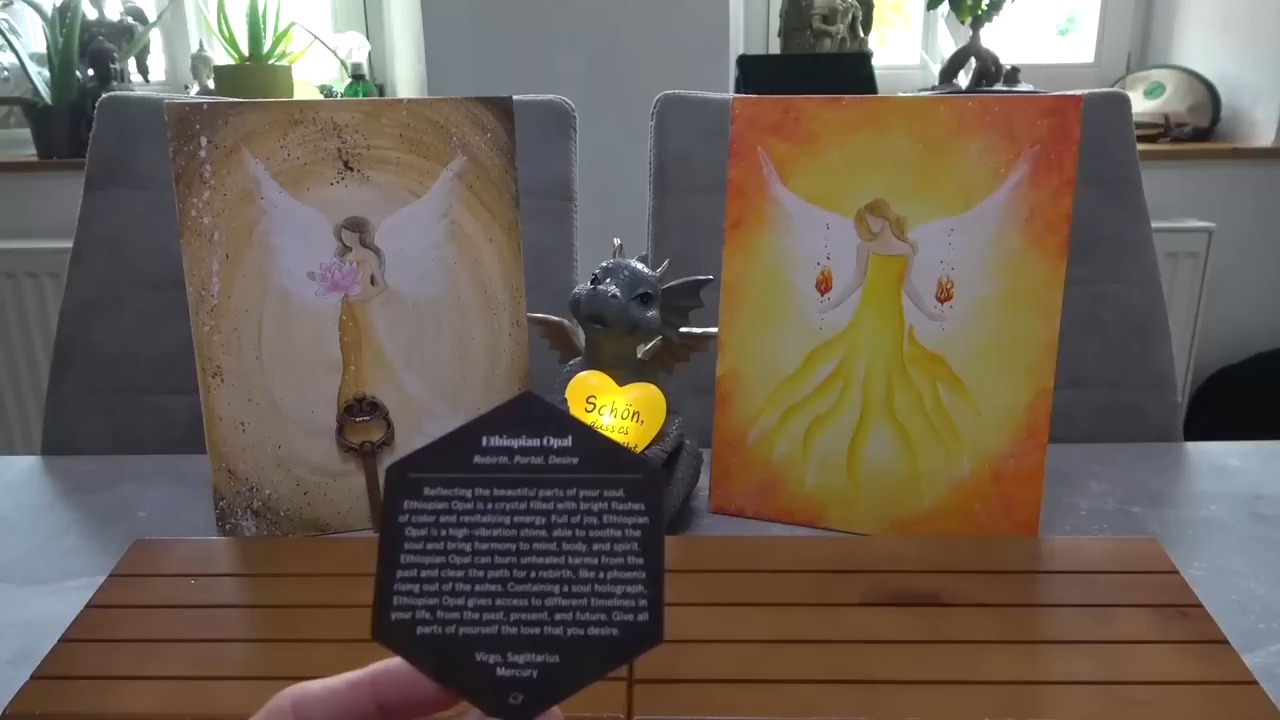 Schön,
dass es
Ethiopian Opal
Rebirth, Portal, Desire
Reflecting the beautiful parts of your soul,
Ethiopian Opal is a crystal filled with bright flashes
of color and revitalizing energy. Full of joy, Ethiopian
Opal is a high-vibration stone, able to soothe the
soul and bring harmony to mind, body, and spirit.
Ethiopian Opal can burn unhealed karma from the
past and clear the path for a rebirth, like a phoenix
rising out of the ashes. Containing a soul holograph,
Ethiopian Opal gives access to different timelines in
your life, from the past, present, and future. Give all
parts of yourself the love that you desire.
Virgo, Sagittarius
Mercury